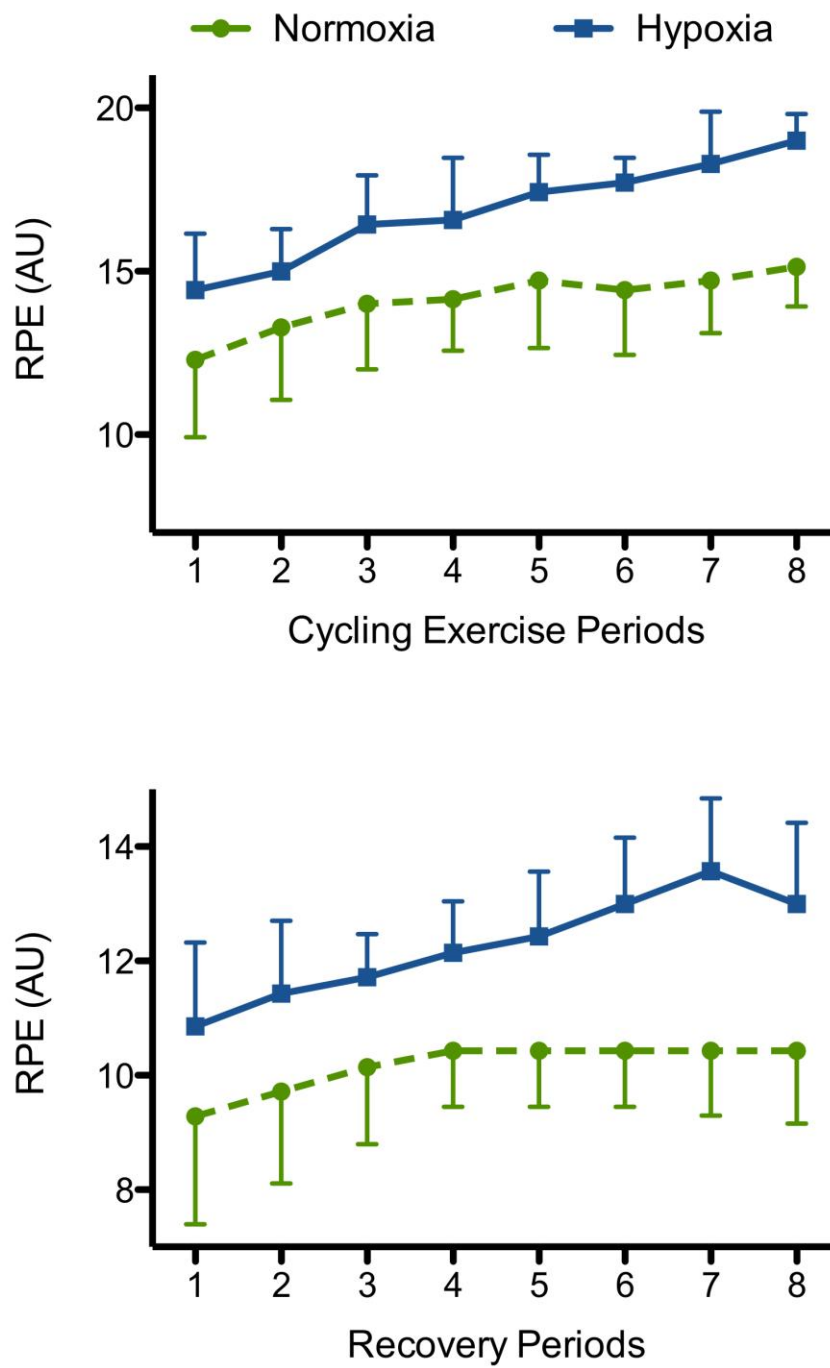 Normoxia Hypoxia
20
15
10
RPE (AU)
1 2 3 4 5 6 7 8
Cycling Exercise Periods
14
12
10
8
RPE (AU)
1 2 3 4 5 6 7 8
Recovery Periods